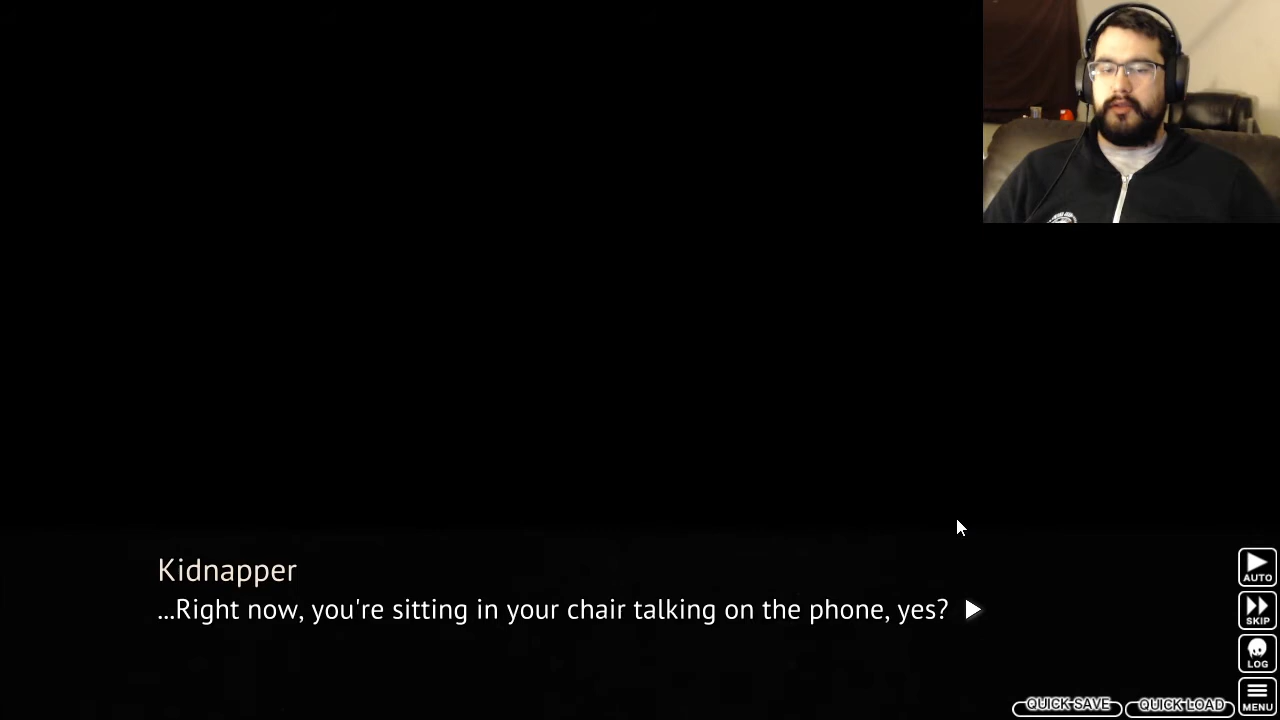 Kidnapper
...Right now, you're sitting in your chair talking on the phone, yes?
AUTO
SKIP
LOG
MENU
QUICK SAVE
QUICK LOAD